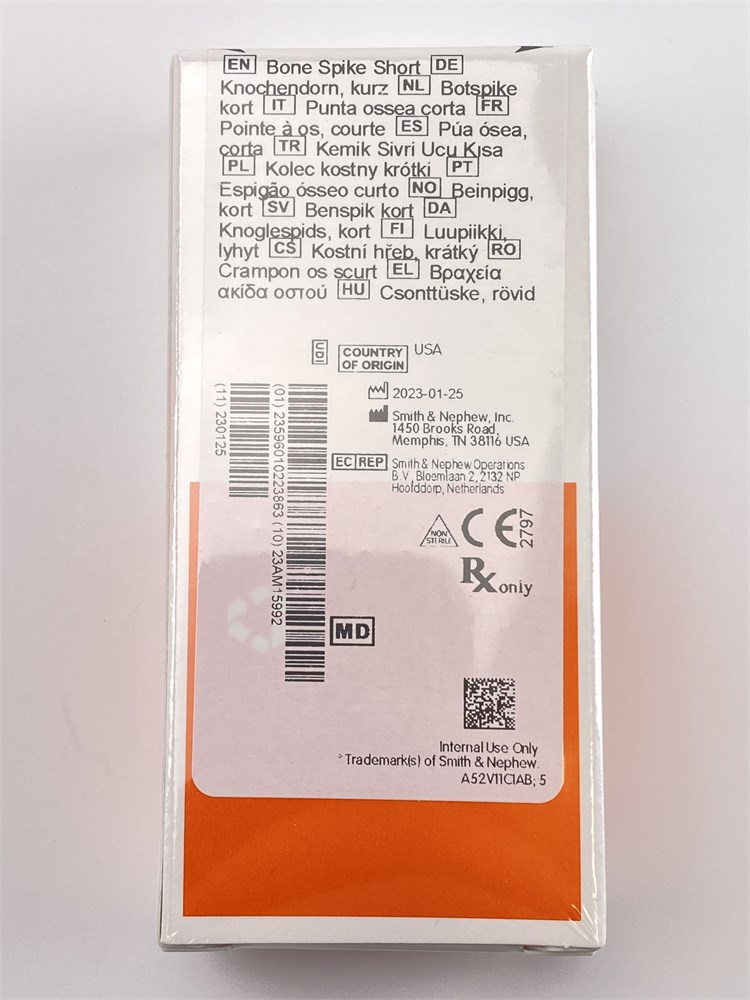 EN Bone Spike Short DE
Knochendorn, kurz NL Botspike
kort IT Punta ossea corta FR
Pointe à os, courte ES Púa ósea,
corta TR Kemik Sivri Ucu Kısa
PL Kolec kostny krótki PT
Espigão ósseo curto NO Beinpigg,
kort SV Benspik kort DA
Knoglespids, kort FI Luupiikki,
lyhyt CS Kostní hřeb, krátký RO
Crampon os scurt EL Βραχεία
ακίδα οστού HU Csonttüske, rövid
UDI
COUNTRY
OF ORIGIN
USA
2023-01-25
Smith & Nephew, Inc.
1450 Brooks Road,
Memphis, TN 38116 USA
EC REP
Smith & Nephew Operations
B.V, Bloemlaan 2, 2132 NP
Hoofddorp, Netherlands
(11) 230125
(01) 23596010223863 (10) 23AM15992
NON
STERILE
CE
2797
Rx only
MD
Internal Use Only
° Trademark(s) of Smith & Nephew.
A52V11C1AB; 5